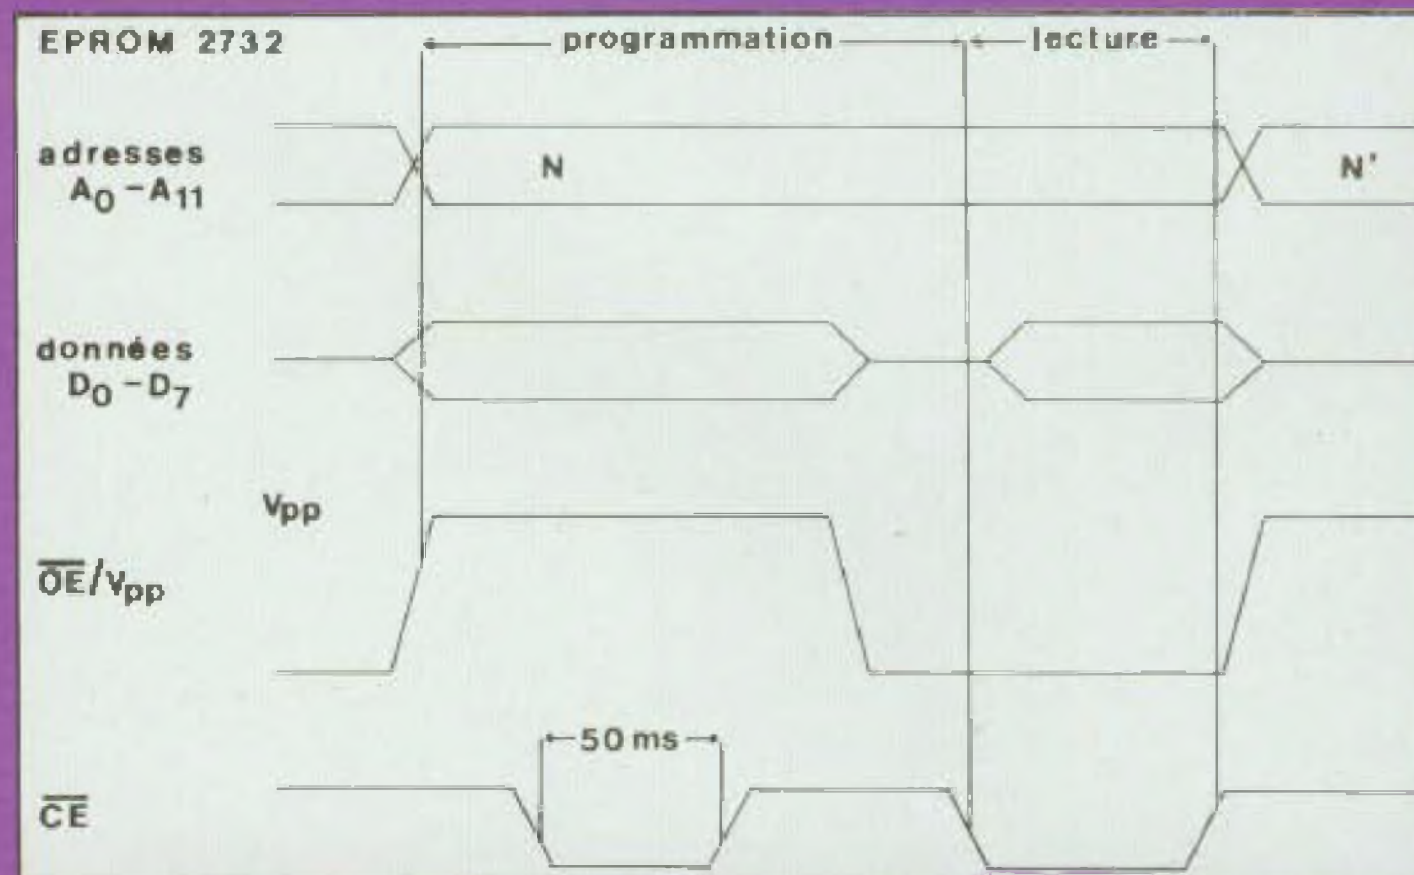 EPROM 2732
programmation
lecture
adresses
A0 - A11
N
N'
données
D0 - D7
Vpp
OE/Vpp
50 ms
CE